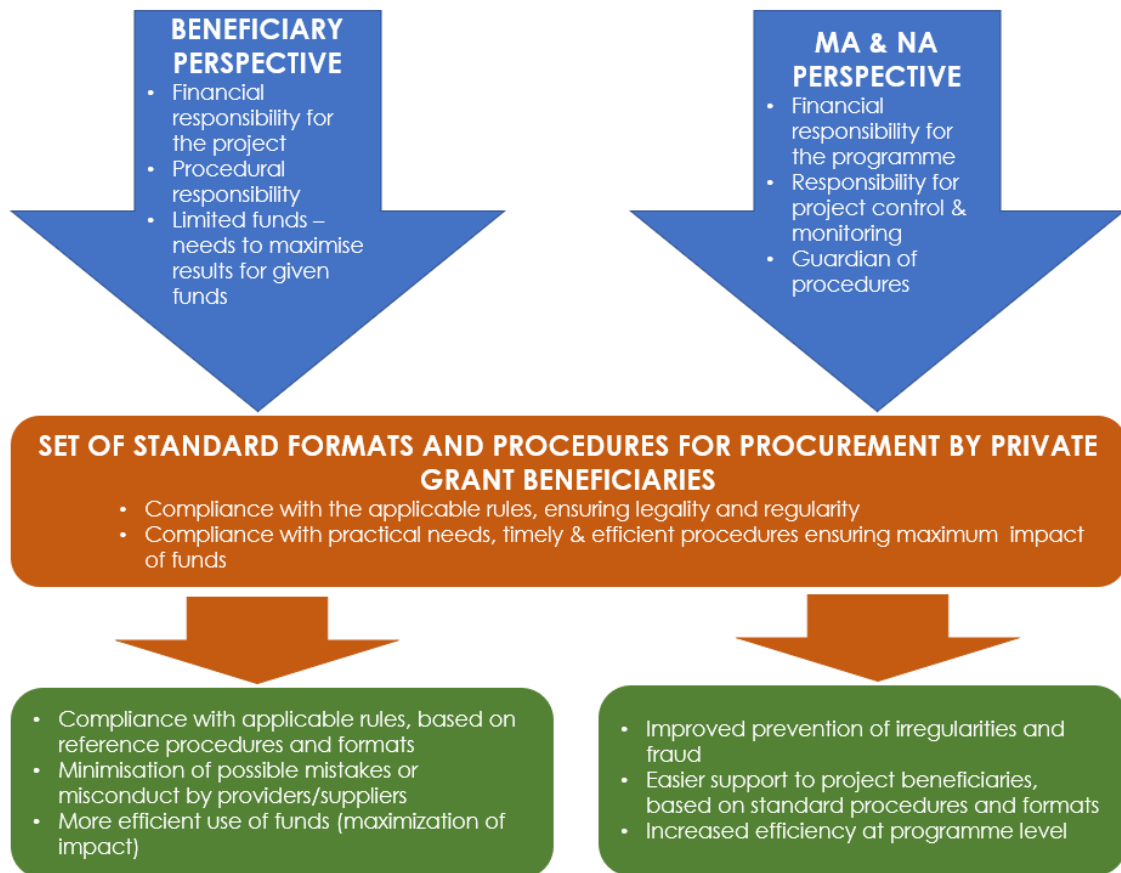 BENEFICIARY
PERSPECTIVE
• Financial
responsibility for
the project
• Procedural
responsibility
• Limited funds –
needs to maximise
results for given
funds
MA & NA
PERSPECTIVE
• Financial
responsibility for
the programme
• Responsibility for
project control &
monitoring
• Guardian of
procedures
SET OF STANDARD FORMATS AND PROCEDURES FOR PROCUREMENT BY PRIVATE
GRANT BENEFICIARIES
• Compliance with the applicable rules, ensuring legality and regularity
• Compliance with practical needs, timely & efficient procedures ensuring maximum impact
of funds
• Compliance with applicable rules, based on
reference procedures and formats
• Minimisation of possible mistakes or
misconduct by providers/suppliers
• More efficient use of funds (maximization of
impact)
• Improved prevention of irregularities and
fraud
• Easier support to project beneficiaries,
based on standard procedures and formats
• Increased efficiency at programme level